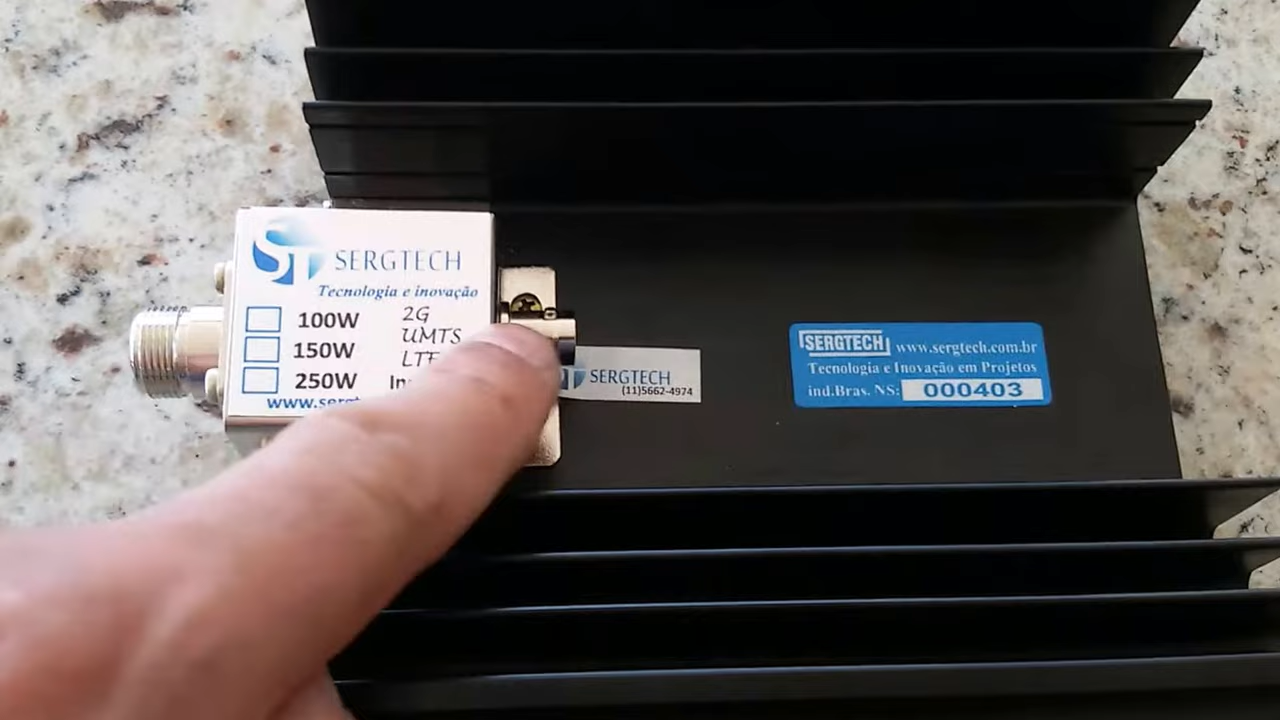 ST SERGTECH
Tecnologia e inovação
100W
2G
150W
UMTS
250W
SERGTECH
(11)5662-4974
SERGTECH www.sergtech.com.br
Tecnologia e Inovação em Projetos
ind.Bras. NS: 000403